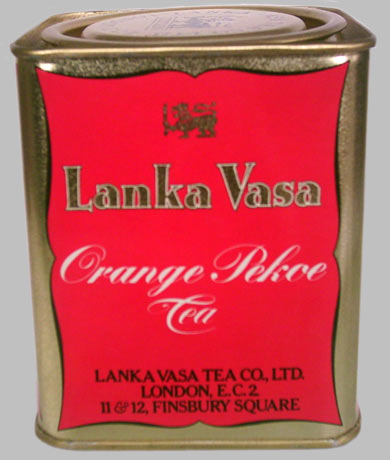 Lanka Vasa
Orange Pekoe
Tea
LANKA VASA TEA CO., LTD.
LONDON, E.C.2
11 & 12, FINSBURY SQUARE